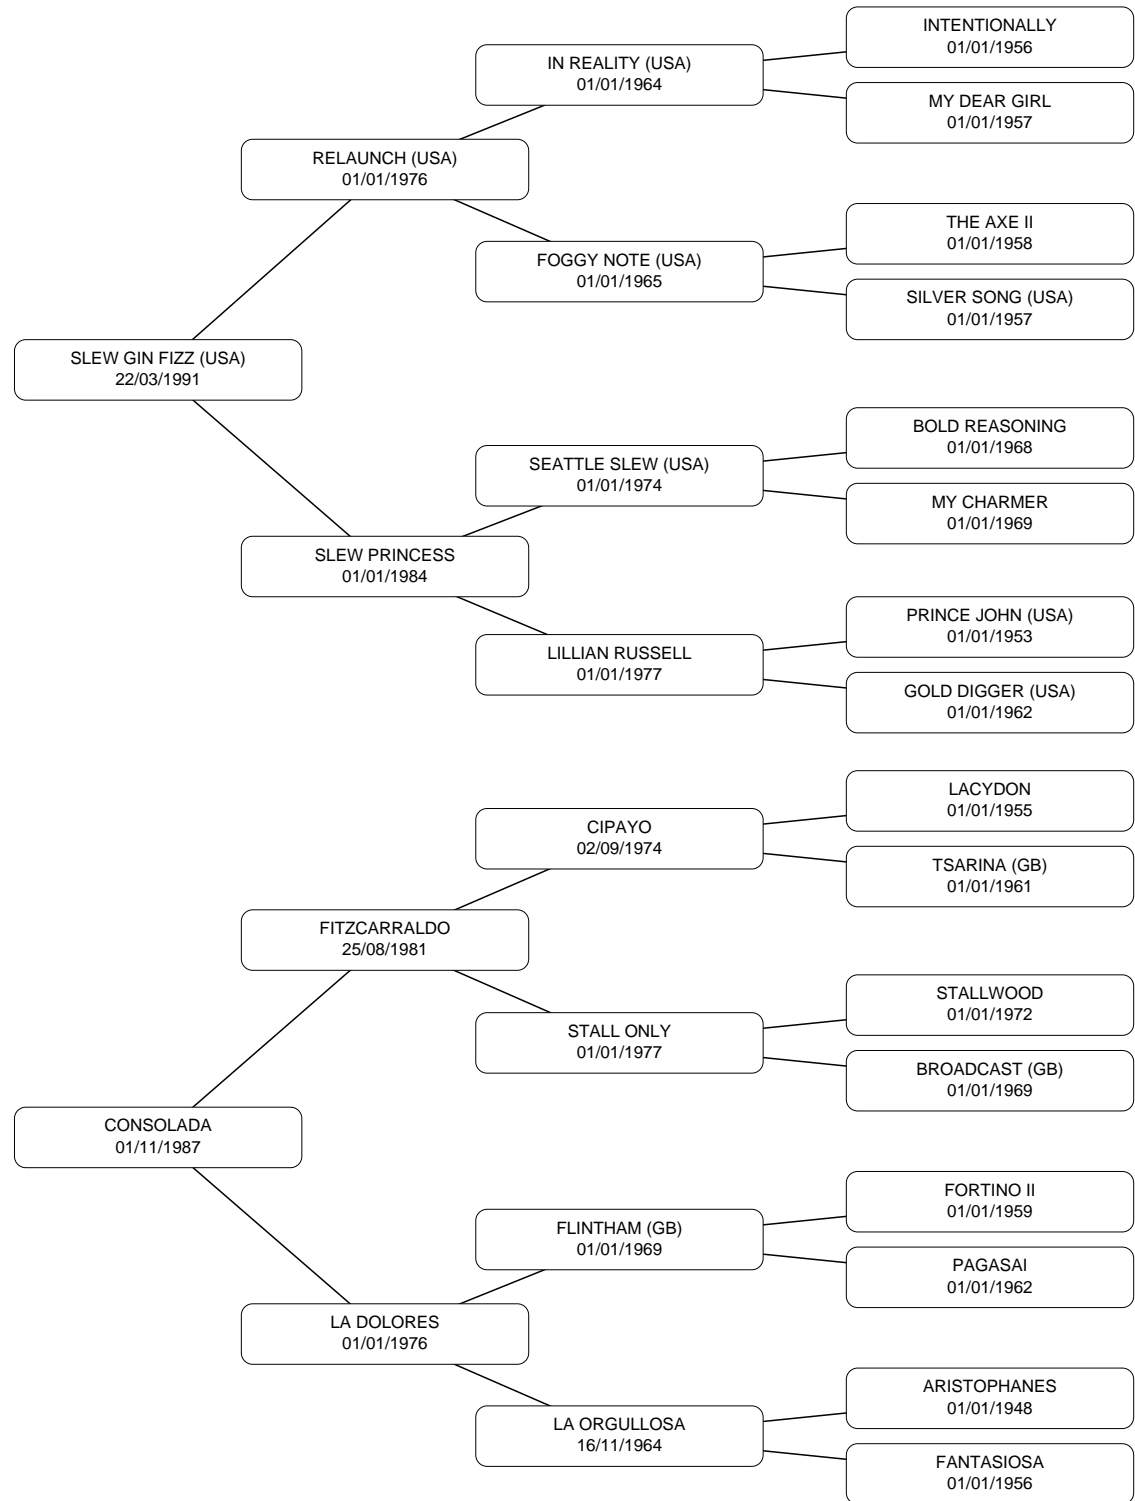 INTENTIONALLY
01/01/1956
IN REALITY (USA)
01/01/1964
MY DEAR GIRL
01/01/1957
RELAUNCH (USA)
01/01/1976
THE AXE II
01/01/1958
FOGGY NOTE (USA)
01/01/1965
SILVER SONG (USA)
01/01/1957
SLEW GIN FIZZ (USA)
22/03/1991
BOLD REASONING
01/01/1968
SEATTLE SLEW (USA)
01/01/1974
MY CHARMER
01/01/1969
SLEW PRINCESS
01/01/1984
PRINCE JOHN (USA)
01/01/1953
LILLIAN RUSSELL
01/01/1977
GOLD DIGGER (USA)
01/01/1962
LACYDON
01/01/1955
CIPAYO
02/09/1974
TSARINA (GB)
01/01/1961
FITZCARRALDO
25/08/1981
STALLWOOD
01/01/1972
STALL ONLY
01/01/1977
BROADCAST (GB)
01/01/1969
CONSOLADA
01/11/1987
FORTINO II
01/01/1959
FLINTHAM (GB)
01/01/1969
PAGASAI
01/01/1962
LA DOLORES
01/01/1976
ARISTOPHANES
01/01/1948
LA ORGULLOSA
16/11/1964
FANTASIOSA
01/01/1956